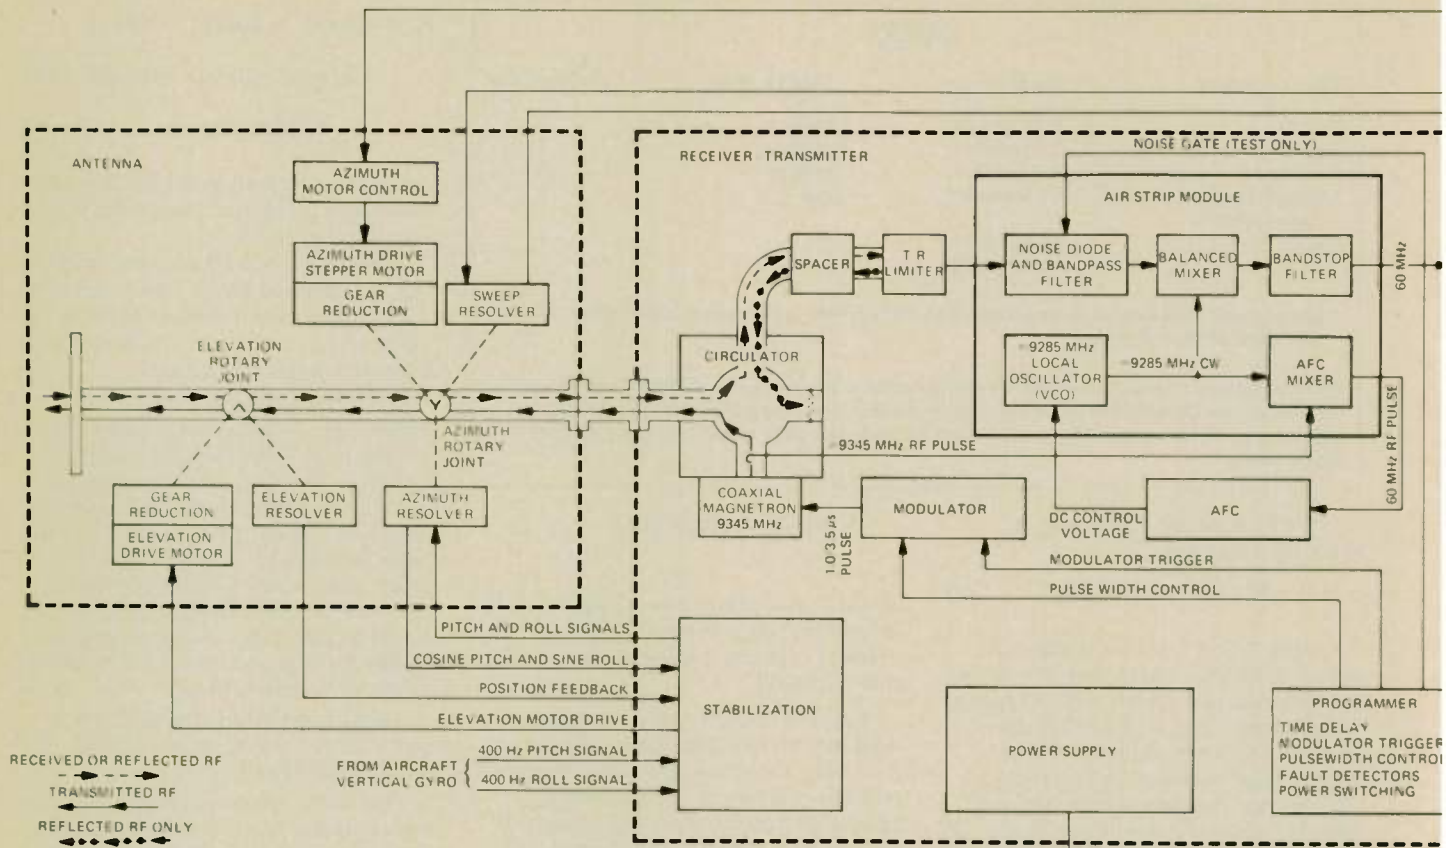 ANTENNA
AZIMUTH
MOTOR CONTROL
AZIMUTH DRIVE
STEPPER MOTOR
GEAR
REDUCTION
SWEEP
RESOLVER
ELEVATION
ROTARY
JOINT
AZIMUTH
ROTARY
JOINT
GEAR
REDUCTION
ELEVATION
DRIVE MOTOR
ELEVATION
RESOLVER
AZIMUTH
RESOLVER
RECEIVER TRANSMITTER
NOISE GATE (TEST ONLY)
AIR STRIP MODULE
SPACER
T R
LIMITER
NOISE DIODE
AND BANDPASS
FILTER
BALANCED
MIXER
BANDSTOP
FILTER
60 MHz
CIRCULATOR
~9285 MHz
LOCAL
OSCILLATOR
(VCO)
~9285 MHz CW
AFC
MIXER
60 MHz RF PULSE
~9345 MHz RF PULSE
COAXIAL
MAGNETRON
9345 MHz
1.0/3.5 µs
PULSE
MODULATOR
DC CONTROL
VOLTAGE
AFC
MODULATOR TRIGGER
PULSE WIDTH CONTROL
PITCH AND ROLL SIGNALS
COSINE PITCH AND SINE ROLL
POSITION FEEDBACK
ELEVATION MOTOR DRIVE
FROM AIRCRAFT
VERTICAL GYRO
400 Hz PITCH SIGNAL
400 Hz ROLL SIGNAL
STABILIZATION
POWER SUPPLY
PROGRAMMER
TIME DELAY
MODULATOR TRIGGER
PULSEWIDTH CONTROL
FAULT DETECTORS
POWER SWITCHING
RECEIVED OR REFLECTED RF
TRANSMITTED RF
REFLECTED RF ONLY